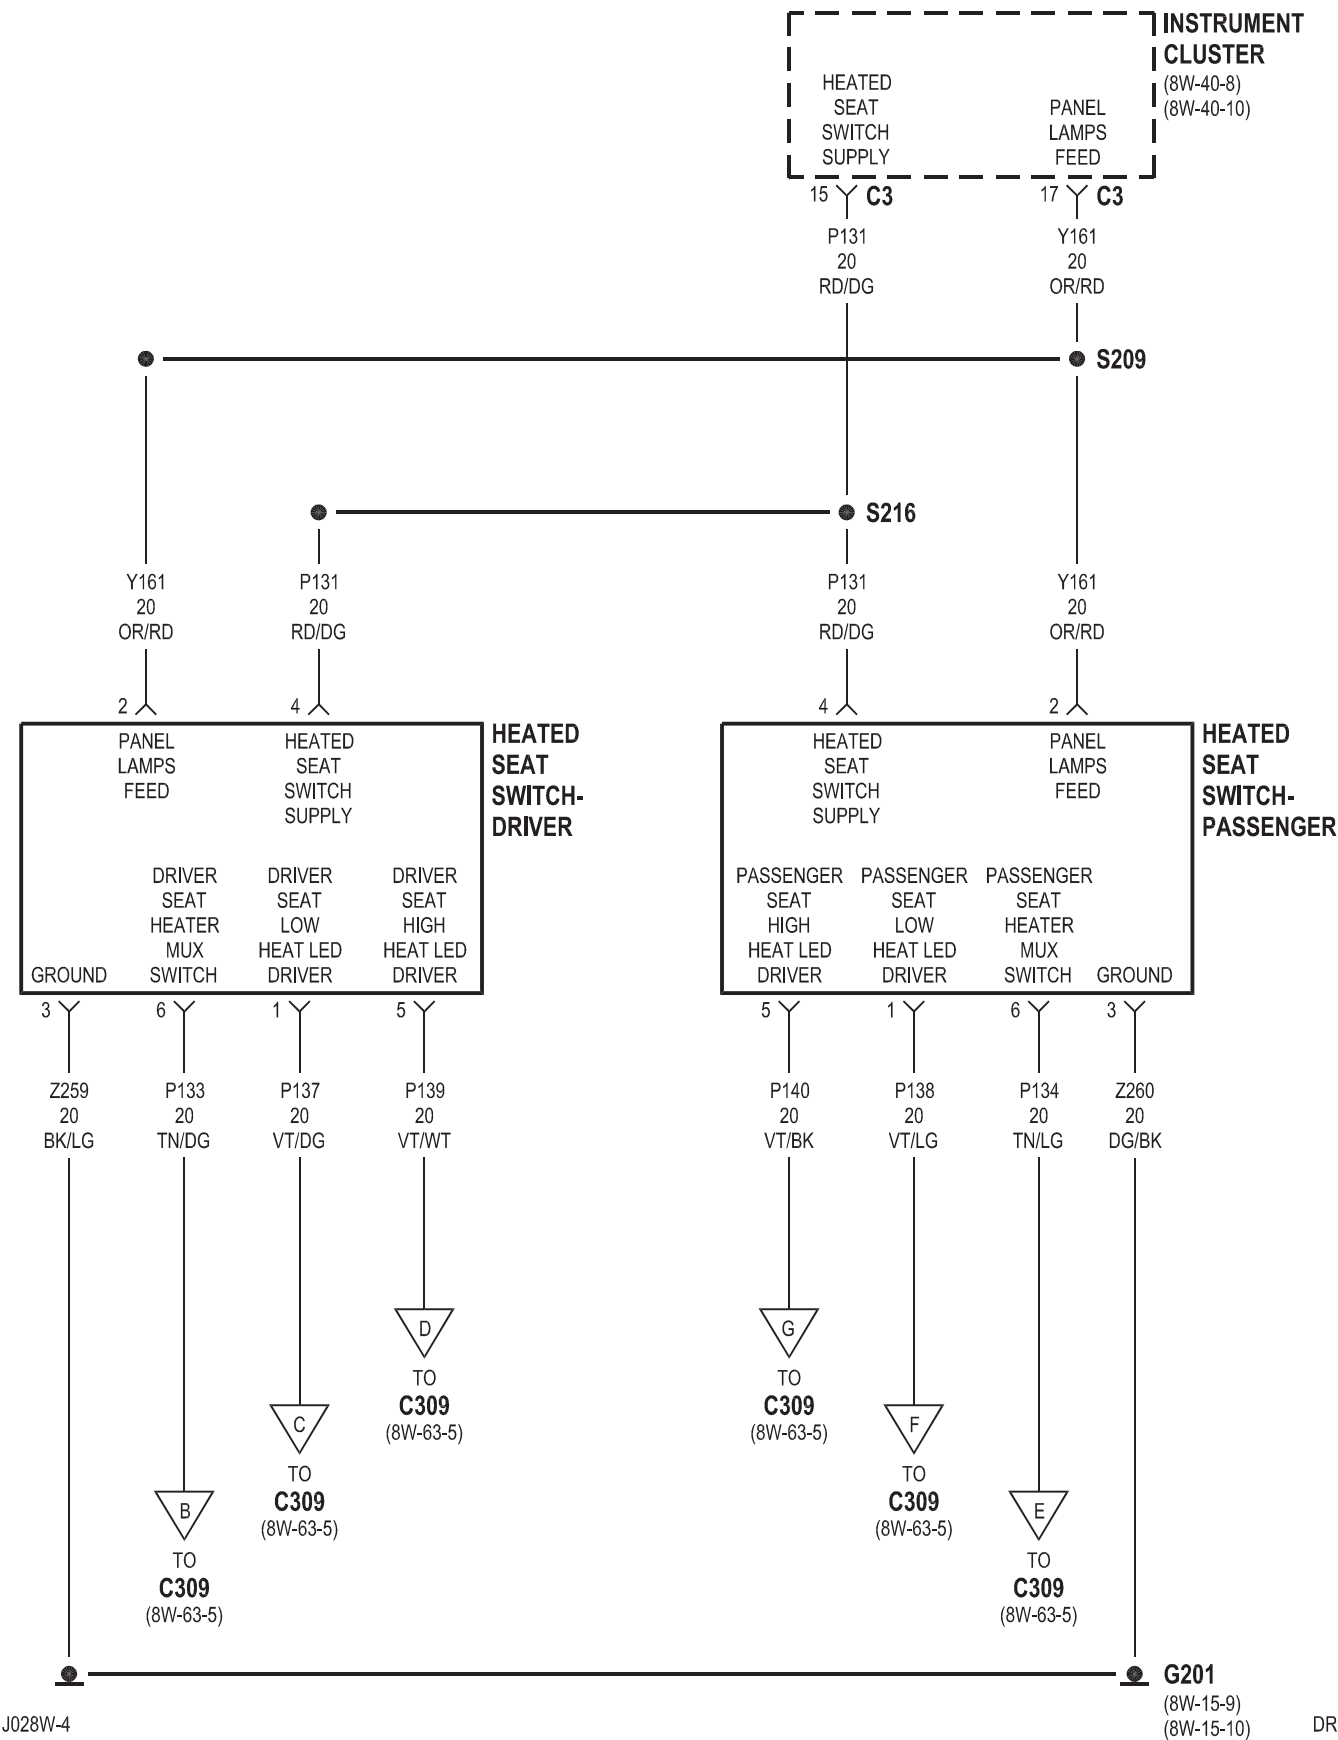 INSTRUMENT
CLUSTER
(8W-40-8)
(8W-40-10)
HEATED
SEAT
SWITCH
SUPPLY
PANEL
LAMPS
FEED
15
C3
17
C3
P131
20
RD/DG
Y161
20
OR/RD
S209
S216
Y161
20
OR/RD
P131
20
RD/DG
P131
20
RD/DG
Y161
20
OR/RD
2
4
4
2
PANEL
LAMPS
FEED
HEATED
SEAT
SWITCH
SUPPLY
HEATED
SEAT
SWITCH-
DRIVER
HEATED
SEAT
SWITCH
SUPPLY
PANEL
LAMPS
FEED
HEATED
SEAT
SWITCH-
PASSENGER
GROUND
DRIVER
SEAT
HEATER
MUX
SWITCH
DRIVER
SEAT
LOW
HEAT LED
DRIVER
DRIVER
SEAT
HIGH
HEAT LED
DRIVER
PASSENGER
SEAT
HIGH
HEAT LED
DRIVER
PASSENGER
SEAT
LOW
HEAT LED
DRIVER
PASSENGER
SEAT
HEATER
MUX
SWITCH
GROUND
3
6
1
5
5
1
6
3
Z259
20
BK/LG
P133
20
TN/DG
P137
20
VT/DG
P139
20
VT/WT
P140
20
VT/BK
P138
20
VT/LG
P134
20
TN/LG
Z260
20
DG/BK
D
TO
C309
(8W-63-5)
G
TO
C309
(8W-63-5)
C
TO
C309
(8W-63-5)
F
TO
C309
(8W-63-5)
B
TO
C309
(8W-63-5)
E
TO
C309
(8W-63-5)
G201
(8W-15-9)
(8W-15-10)
J028W-4
DR